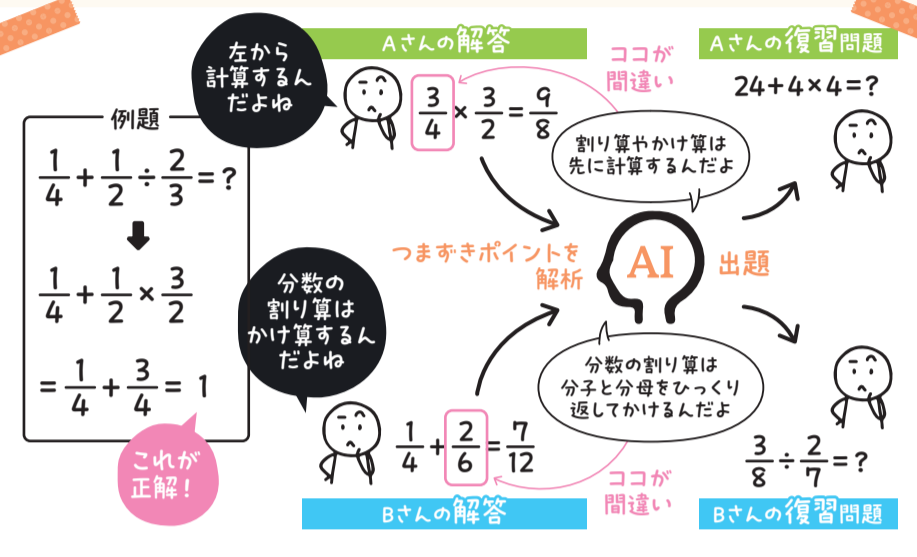 例題
1/4 + 1/2 ÷ 2/3 = ?
1/4 + 1/2 × 3/2
= 1/4 + 3/4 = 1
これが
正解！
左から
計算するん
だよね
Aさんの解答
3/4 × 3/2 = 9/8
ココが
間違い
割り算やかけ算は
先に計算するんだよ
Aさんの復習問題
24+4×4=?
つまずきポイントを
解析
AI
出題
分数の
割り算は
かけ算するん
だよね
1/4 + 2/6 = 7/12
Bさんの解答
ココが
間違い
分数の割り算は
分子と分母をひっくり
返してかけるんだよ
3/8 ÷ 2/7 = ?
Bさんの復習問題